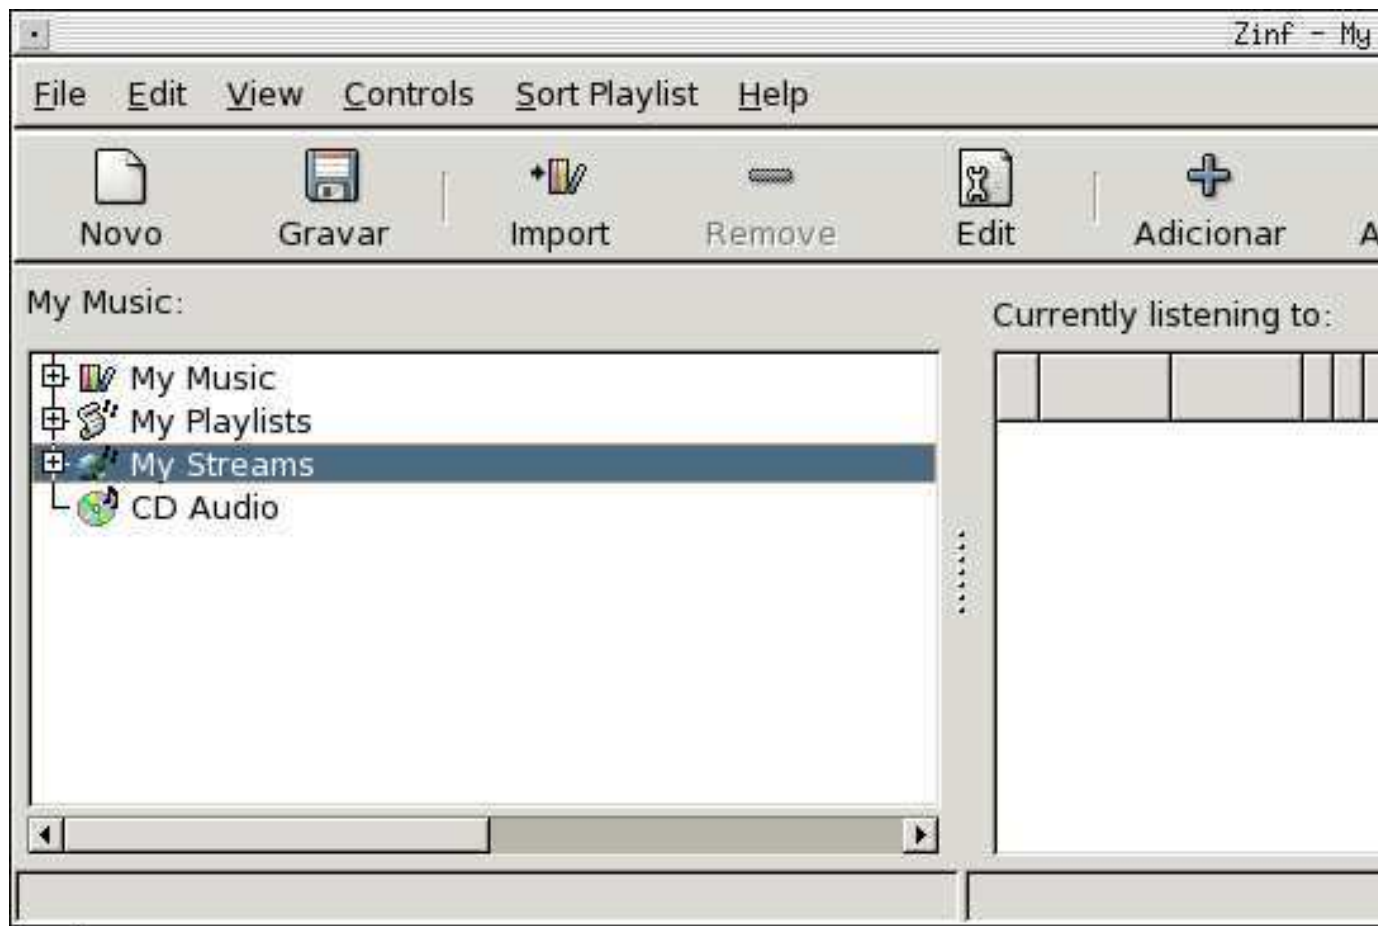 Zinf - My
File Edit View Controls Sort Playlist Help
Novo Gravar Import Remove Edit Adicionar A
My Music:
Currently listening to:
My Music
My Playlists
My Streams
CD Audio